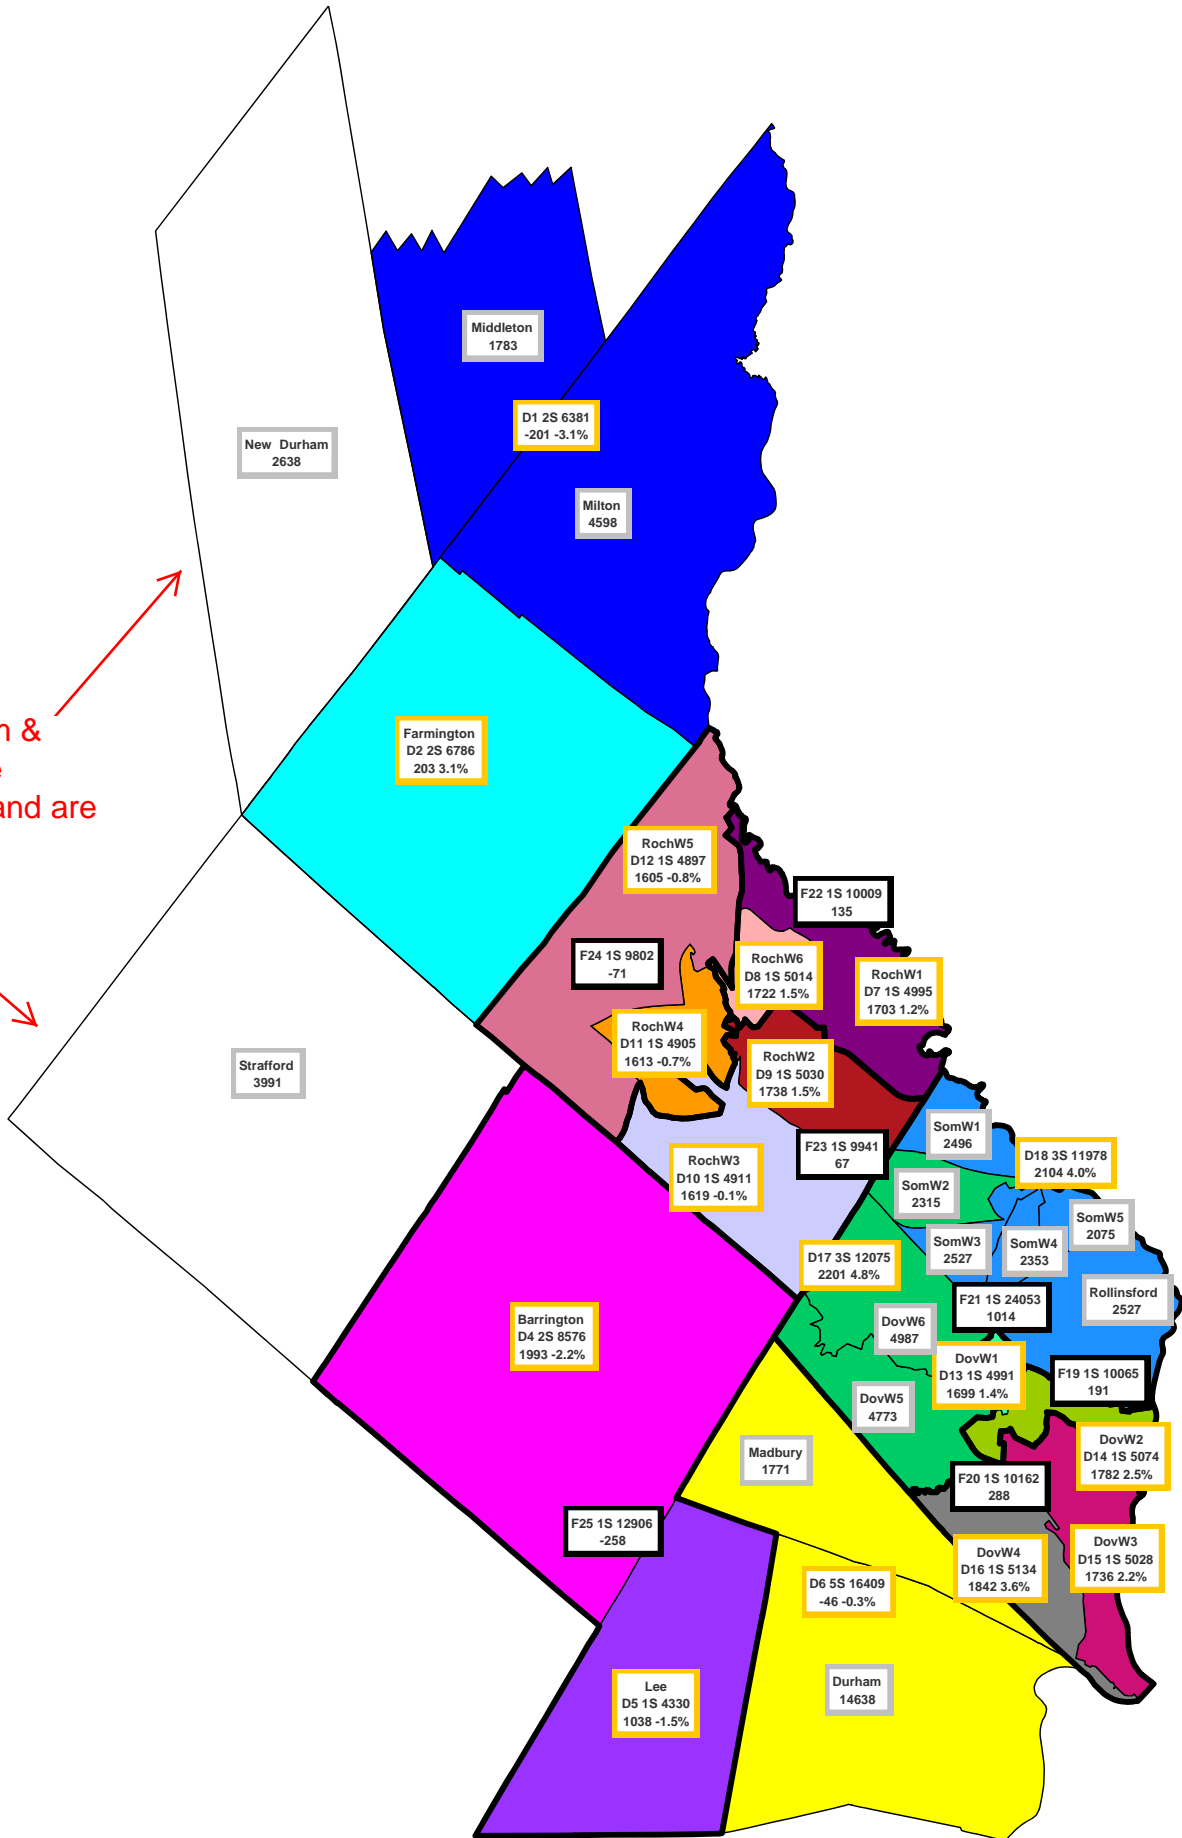 Middleton
1783
D1 2S 6381
-201 -3.1%
New Durham
2638
Milton
4598
&
and are
Farmington
D2 2S 6786
203 3.1%
RochW5
D12 1S 4897
1605 -0.8%
F22 1S 10009
135
F24 1S 9802
-71
RochW6
D8 1S 5014
1722 1.5%
RochW1
D7 1S 4995
1703 1.2%
RochW4
D11 1S 4905
1613 -0.7%
RochW2
D9 1S 5030
1738 1.5%
Strafford
3991
SomW1
2496
F23 1S 9941
67
D18 3S 11978
2104 4.0%
RochW3
D10 1S 4911
1619 -0.1%
SomW2
2315
SomW5
2075
SomW3
2527
SomW4
2353
D17 3S 12075
2201 4.8%
Rollinsford
2527
F21 1S 24053
1014
Barrington
D4 2S 8576
1993 -2.2%
DovW6
4987
DovW1
D13 1S 4991
1699 1.4%
F19 1S 10065
191
DovW5
4773
DovW2
D14 1S 5074
1782 2.5%
Madbury
1771
F20 1S 10162
288
F25 1S 12906
-258
DovW4
D16 1S 5134
1842 3.6%
DovW3
D15 1S 5028
1736 2.2%
D6 5S 16409
-46 -0.3%
Lee
D5 1S 4330
1038 -1.5%
Durham
14638